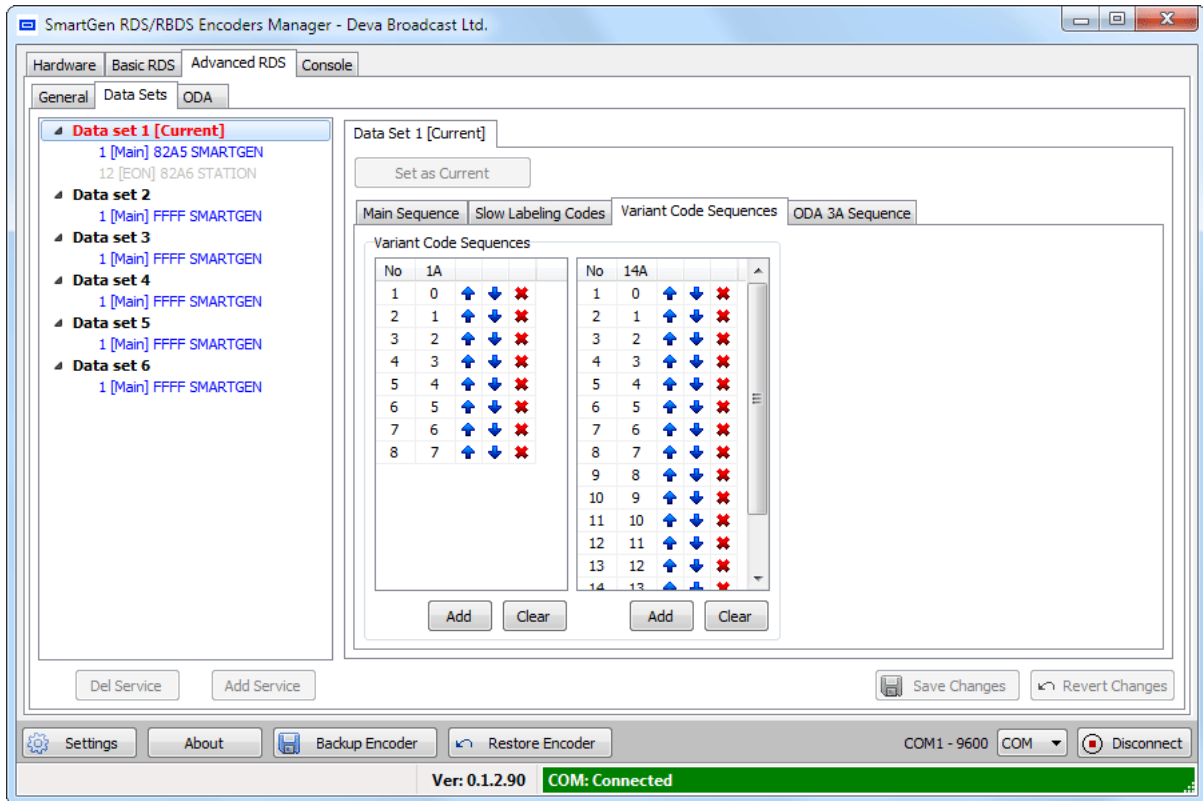 SmartGen RDS/RBDS Encoders Manager - Deva Broadcast Ltd.
Hardware Basic RDS Advanced RDS Console
General Data Sets ODA
Data set 1 [Current]
1 [Main] 82A5 SMARTGEN
12 [EON] 82A6 STATION
Data set 2
1 [Main] FFFF SMARTGEN
Data set 3
1 [Main] FFFF SMARTGEN
Data set 4
1 [Main] FFFF SMARTGEN
Data set 5
1 [Main] FFFF SMARTGEN
Data set 6
1 [Main] FFFF SMARTGEN
Del Service Add Service
Data Set 1 [Current]
Set as Current
Main Sequence Slow Labeling Codes Variant Code Sequences ODA 3A Sequence
Variant Code Sequences
No 1A
1 0
2 1
3 2
4 3
5 4
6 5
7 6
8 7
Add Clear
No 14A
1 0
2 1
3 2
4 3
5 4
6 5
7 6
8 7
9 8
10 9
11 10
12 11
13 12
14 13
Add Clear
Save Changes Revert Changes
Settings About Backup Encoder Restore Encoder COM1 - 9600 COM Disconnect
Ver: 0.1.2.90 COM: Connected